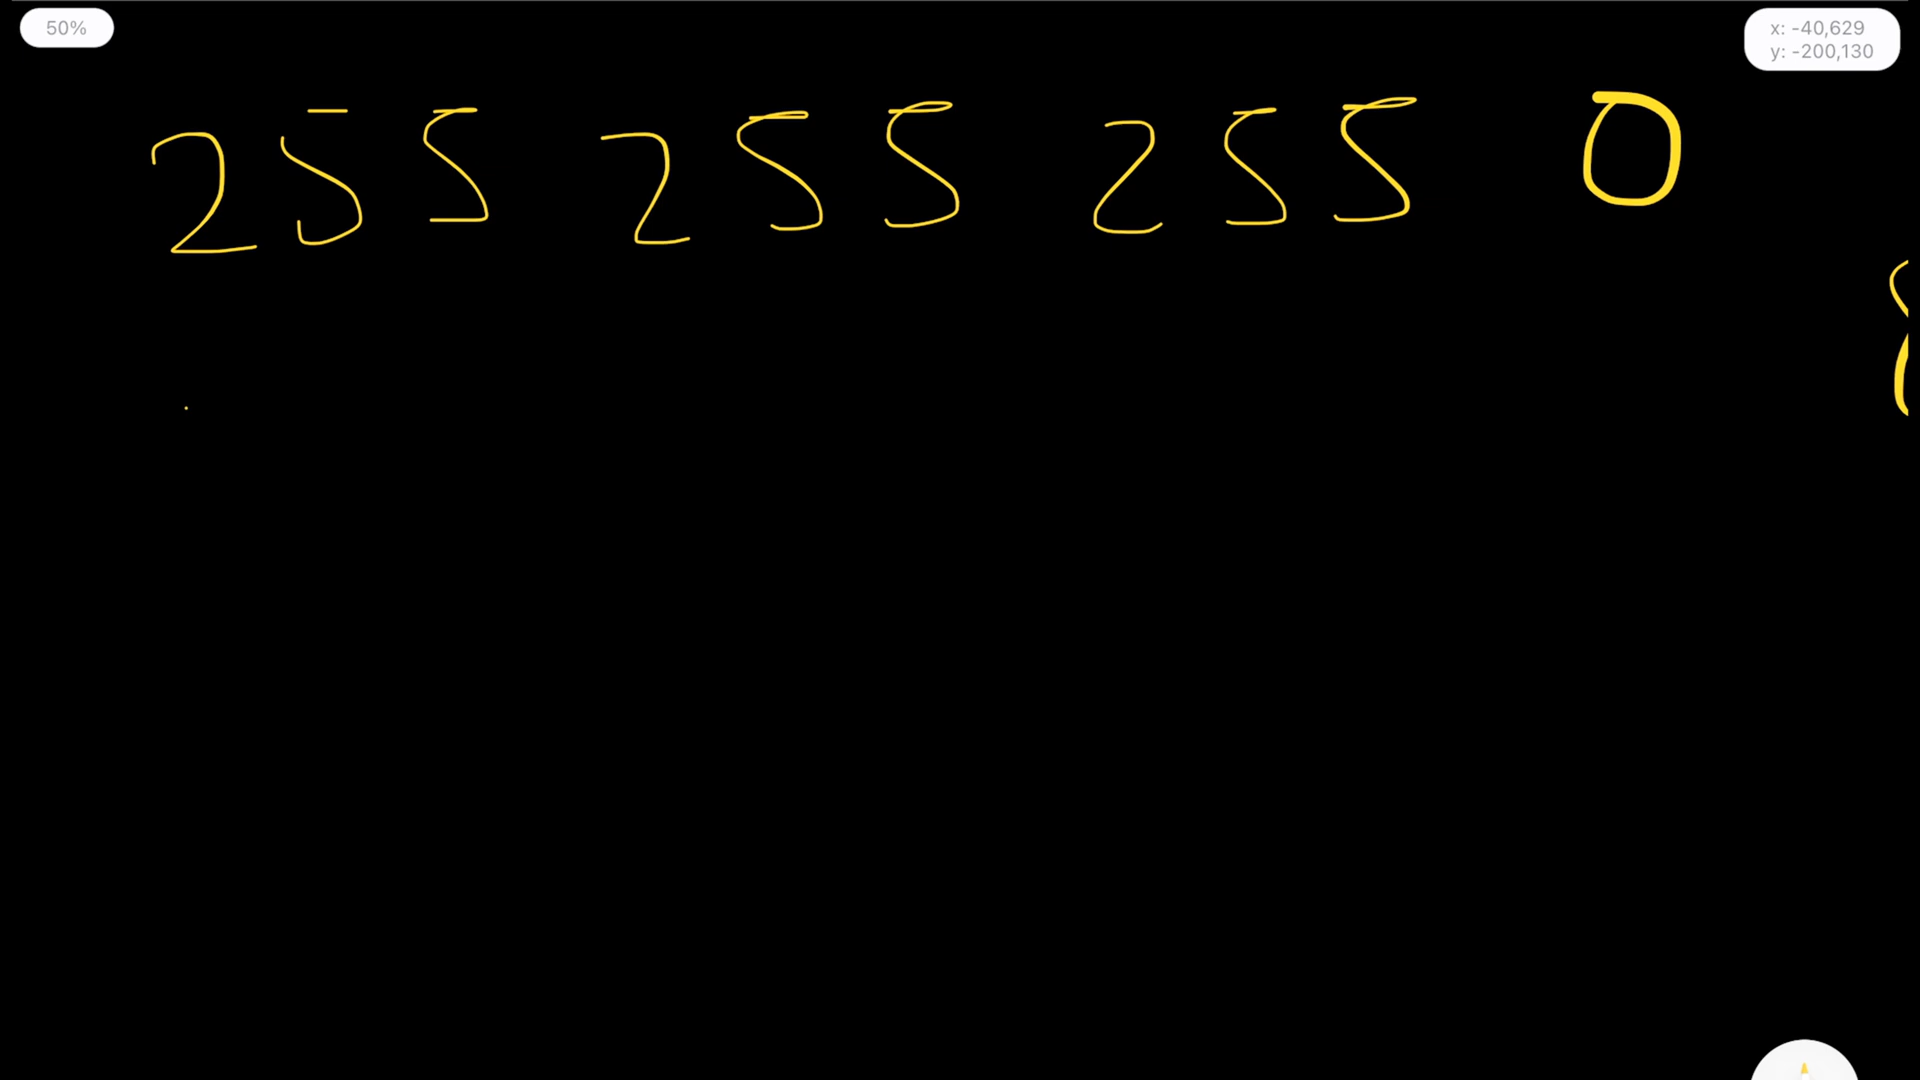 50%
x: -40,629
y: -200,130
255 255 255 0